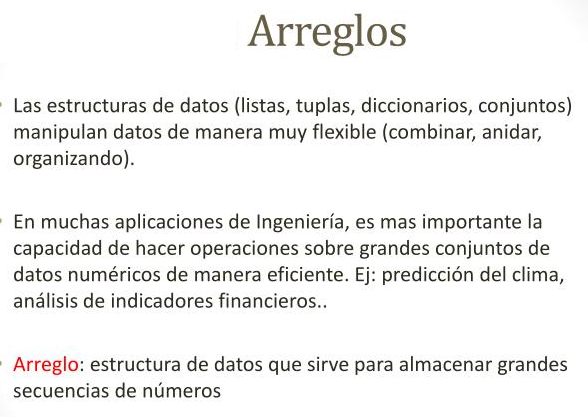 Arreglos
Las estructuras de datos (listas, tuplas, diccionarios, conjuntos)
manipulan datos de manera muy flexible (combinar, anidar,
organizando).
En muchas aplicaciones de Ingeniería, es mas importante la
capacidad de hacer operaciones sobre grandes conjuntos de
datos numéricos de manera eficiente. Ej: predicción del clima,
análisis de indicadores financieros..
Arreglo: estructura de datos que sirve para almacenar grandes
secuencias de números